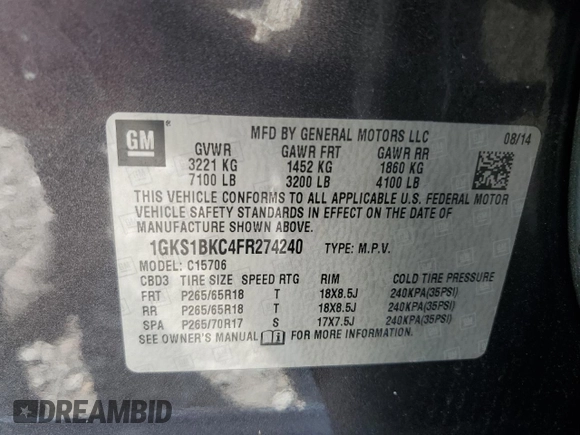 GM
MFD BY GENERAL MOTORS LLC 08/14
GVWR GAWR FRT GAWR RR
3221 KG 1452 KG 1860 KG
7100 LB 3200 LB 4100 LB
THIS VEHICLE CONFORMS TO ALL APPLICABLE U.S. FEDERAL MOTOR
VEHICLE SAFETY STANDARDS IN EFFECT ON THE DATE OF
MANUFACTURE SHOWN ABOVE.
1GKS1BKC4FR274240 TYPE: M.P.V.
MODEL: C15706
CBD3 TIRE SIZE SPEED RTG RIM COLD TIRE PRESSURE
FRT P265/65R18 T 18X8.5J 240KPA(35PSI)
RR P265/65R18 T 18X8.5J 240KPA(35PSI)
SPA P265/70R17 S 17X7.5J 240KPA(35PSI)
SEE OWNER'S MANUAL i FOR MORE INFORMATION.
DREAMBID